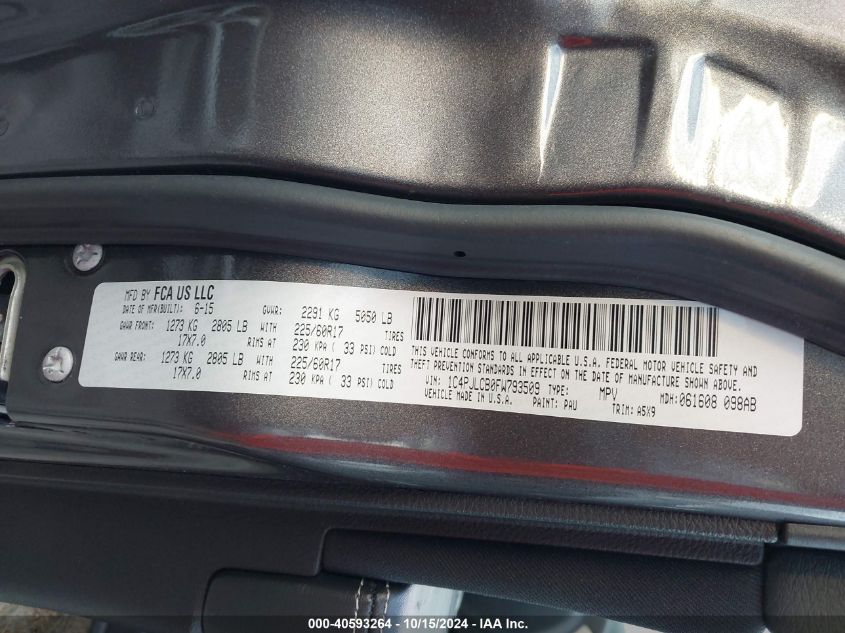 MFD BY FCA US LLC
DATE OF MFR(BUILT): 6-15 GVWR: 2291 KG 5050 LB
GAWR FRONT: 1273 KG 2805 LB WITH 225/60R17 TIRES
17X7.0 RIMS AT 230 KPA ( 33 PSI) COLD
GAWR REAR: 1273 KG 2805 LB WITH 225/60R17 TIRES
17X7.0 RIMS AT 230 KPA ( 33 PSI) COLD
THIS VEHICLE CONFORMS TO ALL APPLICABLE U.S.A. FEDERAL MOTOR VEHICLE SAFETY AND
THEFT PREVENTION STANDARDS IN EFFECT ON THE DATE OF MANUFACTURE SHOWN ABOVE.
VIN: 1C4PJLCB0FW793509 TYPE: MPV MDH: 061608 098AB
VEHICLE MADE IN U.S.A. PAINT: PAU TRIM: A5X9
000-40593264 - 10/15/2024 - Copyright © IAA, Inc.